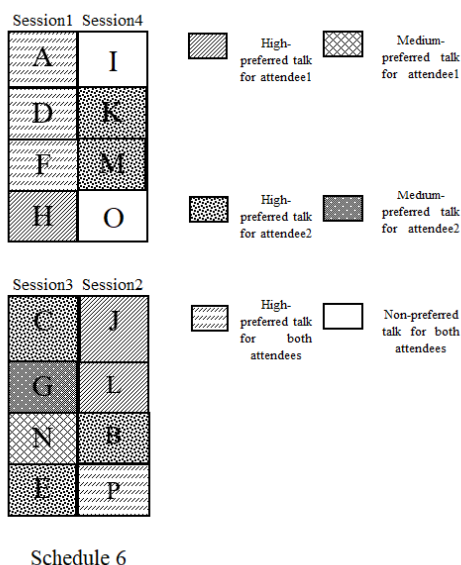 Session1 Session4
A I
D K
F M
H O
Session3 Session2
C J
G L
N B
E P
Schedule 6
High-
preferred talk
for attendee1
Medium-
preferred talk
for attendee1
High-
preferred talk
for attendee2
Medium-
preferred talk
for attendee2
High-
preferred talk
for both
attendees
Non-preferred
talk for both
attendees